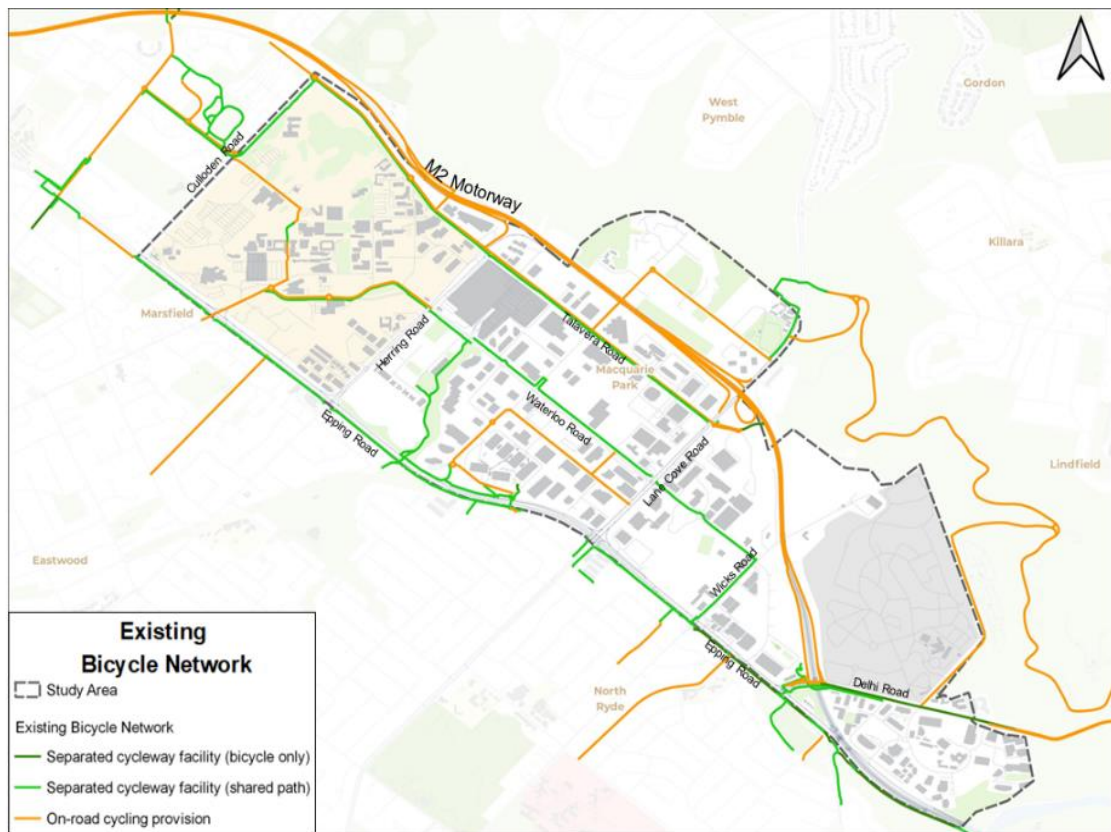 West
Pymble
Gordon
Culloden Road
M2 Motorway
Killara
Marsfield
Herring Road
Talavera Road
Macquarie
Park
Epping Road
Waterloo Road
Lane Cove Road
Lindfield
Eastwood
Wicks Road
Epping Road
Delhi Road
North
Ryde
Existing
Bicycle Network
Study Area
Existing Bicycle Network
Separated cycleway facility (bicycle only)
Separated cycleway facility (shared path)
On-road cycling provision